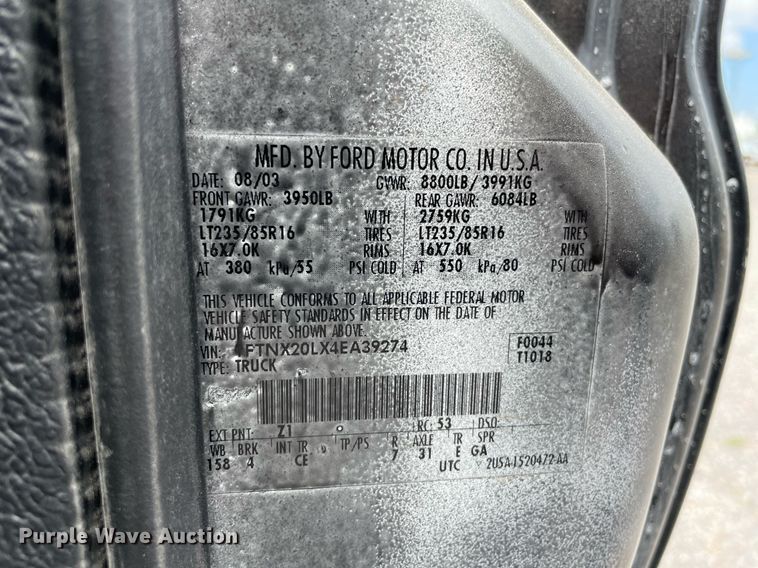 MFD. BY FORD MOTOR CO. IN U.S.A.
DATE: 08/03 GVWR: 8800LB/ 3991KG
FRONT GAWR: 3950LB REAR GAWR: 6084LB
1791KG WITH 2759KG WITH
LT235/85R16 TIRES LT235/85R16 TIRES
16X7.0K RIMS 16X7.0K RIMS
AT 380 kPa/55 PSI COLD AT 550 kPa/80 PSI COLD
THIS VEHICLE CONFORMS TO ALL APPLICABLE FEDERAL MOTOR
VEHICLE SAFETY STANDARDS IN EFFECT ON THE DATE OF
MANUFACTURE SHOWN ABOVE.
VIN: FTNX20LX4EA39274 F0044
TYPE: TRUCK T1018
EXT PNT: Z1 RC: 53 DSO
WB BRK INT TR TP/PS R AXLE TR SPR
158 4 CE 7 31 E GA
UTC 2USA-1520472-AA
Purple Wave Auction